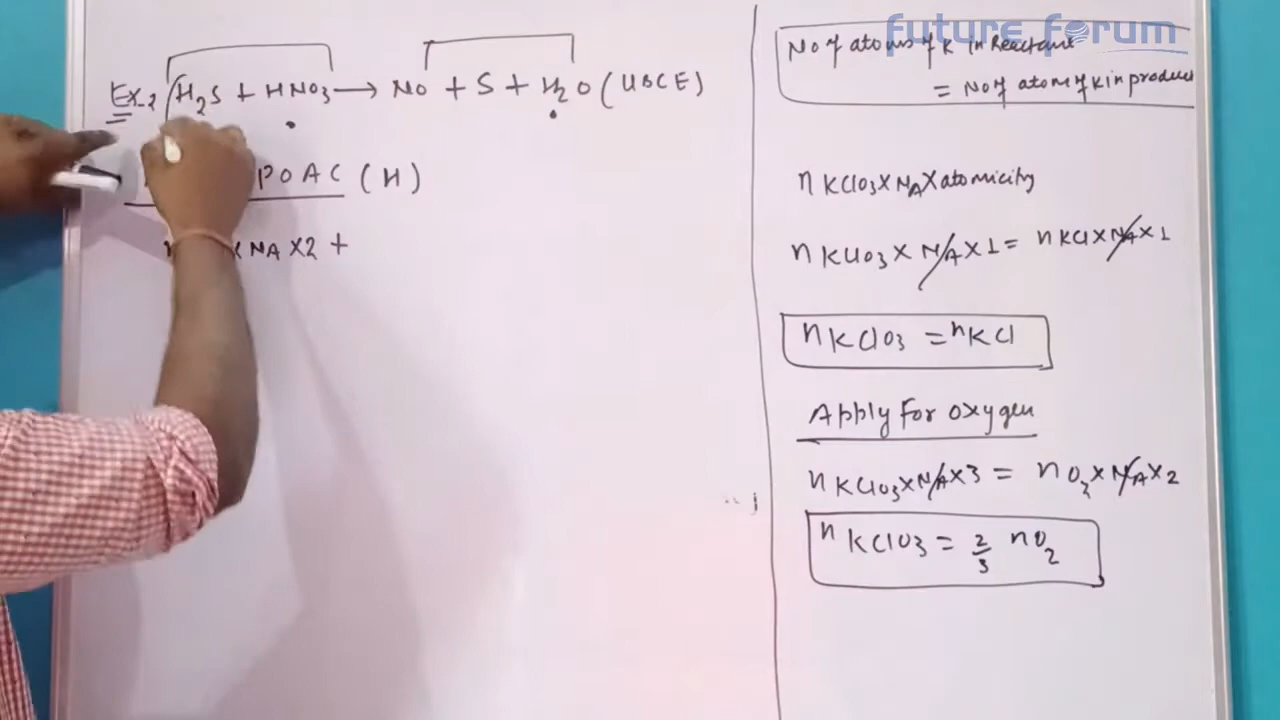 Ex-2 H2S + HNO3 → NO + S + H2O (UBCE)
POAC (H)
NA X2 +
future forum
No of atoms of K in Reactant
= No of atom of K in product
n KClO3 X NA X atomicity
n KClO3 X NA X 1 = n KCl X NA X 1
n KClO3 = n KCl
Apply For oxygen
n KClO3 X NA X 3 = n O2 X NA X 2
n KClO3 = 2/3 n O2